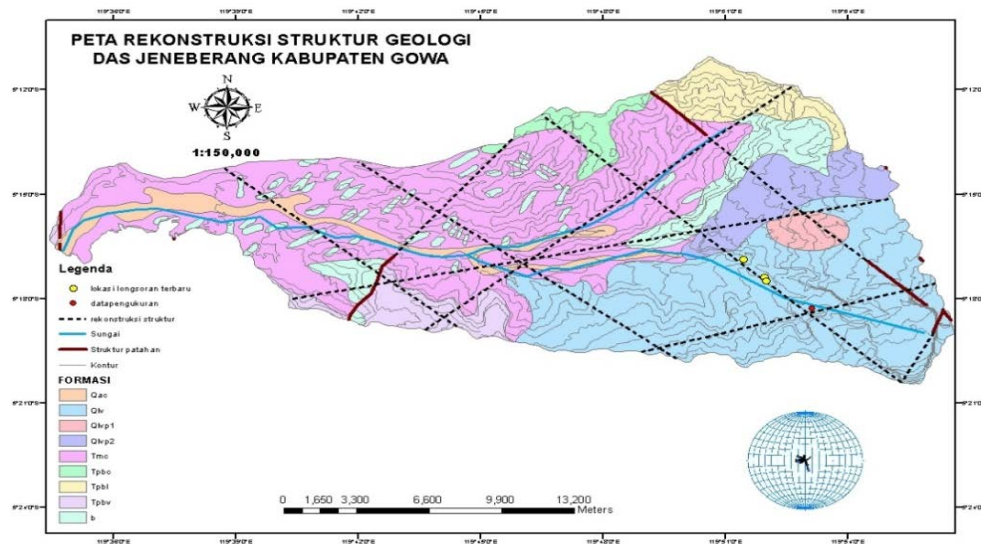 PETA REKONSTRUKSI STRUKTUR GEOLOGI
DAS JENEBERANG KABUPATEN GOWA
N
W E
S
1:150,000
Legenda
lokasi longsoran terbaru
datapengukuran
rekonstruksi struktur
Sungai
Struktur patahan
Kontur
FORMASI
Qac
Qlv
Qlvp1
Qlvp2
Tmc
Tpbc
Tpbl
Tpbv
b
0 1,650 3,300 6,600 9,900 13,200
Meters